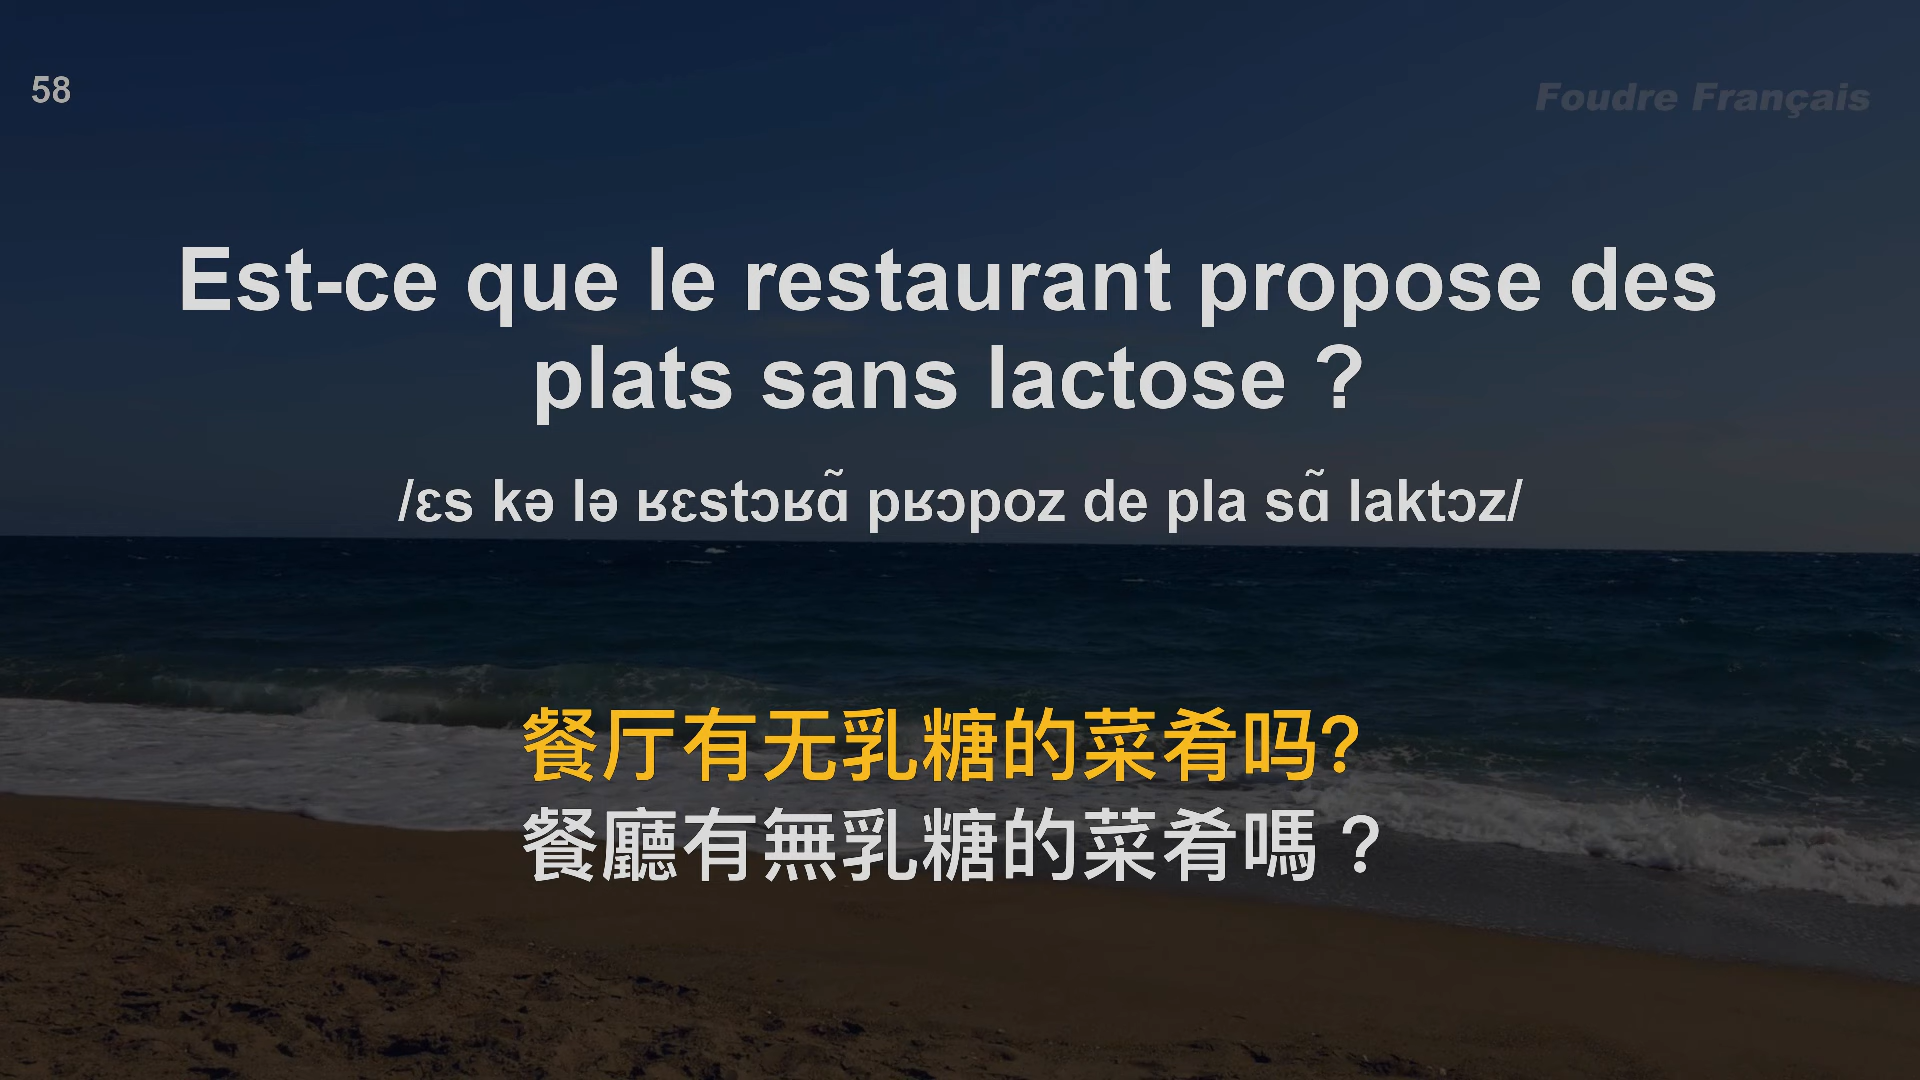 58
Foudre Français
Est-ce que le restaurant propose des
plats sans lactose ?
/ɛs kə lə ʁɛstɔʁɑ̃ pʁɔpoz de pla sɑ̃ laktɔz/
餐厅有无乳糖的菜肴吗?
餐廳有無乳糖的菜肴嗎？